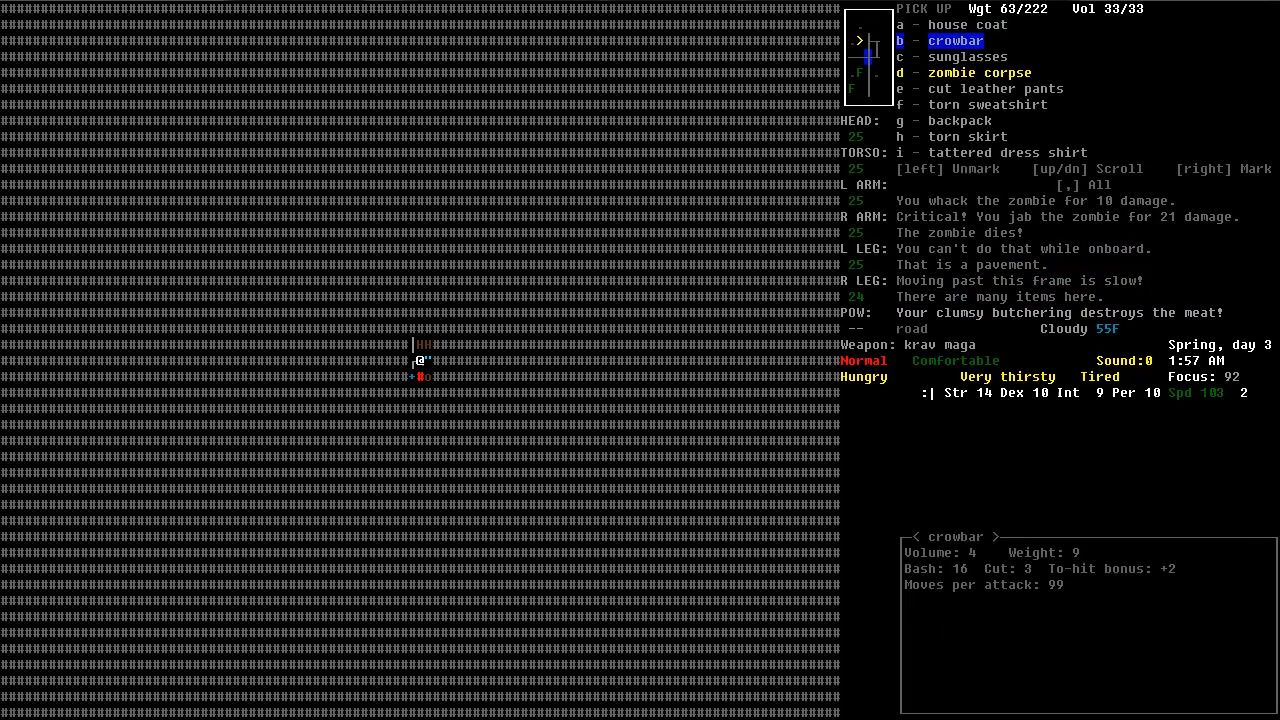 PICK UP  Wgt 63/222   Vol 33/33
a - house coat
b - crowbar
c - sunglasses
d - zombie corpse
e - cut leather pants
f - torn sweatshirt
HEAD: g - backpack
25 h - torn skirt
TORSO: i - tattered dress shirt
25 [left] Unmark [up/dn] Scroll [right] Mark
L ARM: [,] All
25 You whack the zombie for 10 damage.
R ARM: Critical! You jab the zombie for 21 damage.
25 The zombie dies!
L LEG: You can't do that while onboard.
25 That is a pavement.
R LEG: Moving past this frame is slow!
24 There are many items here.
POW: Your clumsy butchering destroys the meat!
-- road Cloudy 55F
Weapon: krav maga Spring, day 3
Normal Comfortable Sound:0 1:57 AM
Hungry Very thirsty Tired Focus: 92
:| Str 14 Dex 10 Int 9 Per 10 Spd 103 2
< crowbar >
Volume: 4 Weight: 9
Bash: 16 Cut: 3 To-hit bonus: +2
Moves per attack: 99